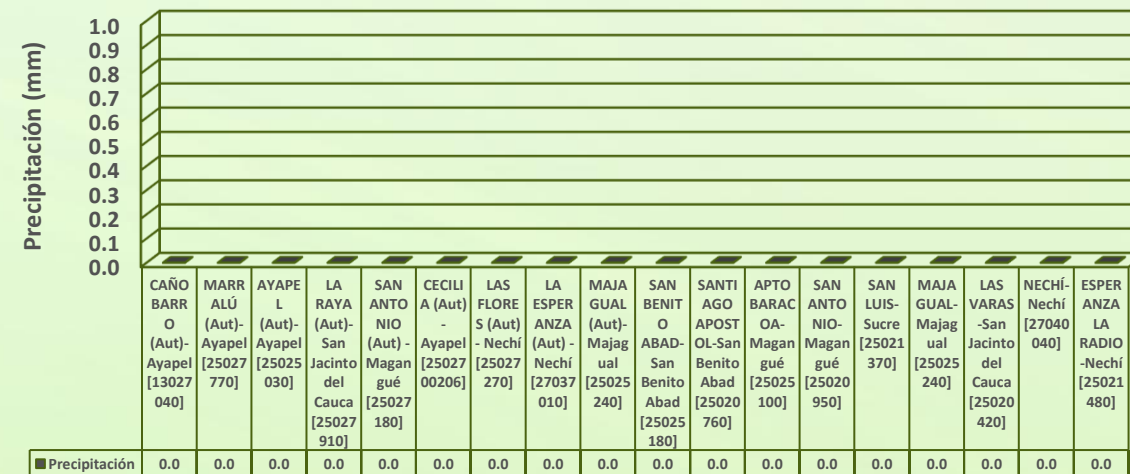 Precipitación (mm)
1.0
0.9
0.8
0.7
0.6
0.5
0.4
0.3
0.2
0.1
0.0
CAÑO
BARR
O
(Aut)-
Ayapel
[13027
040]
MARR
ALÚ
(Aut)-
Ayapel
[25027
770]
AYAPE
L
(Aut)-
Ayapel
[25025
030]
LA
RAYA
(Aut)-
San
Jacinto
del
Cauca
[25027
910]
SAN
ANTO
NIO
(Aut) -
Magan
gué
[25027
180]
CECILI
A (Aut)
-
Ayapel
[25027
00206]
LAS
FLORE
S (Aut)
- Nechí
[25027
270]
LA
ESPER
ANZA
(Aut) -
Nechí
[27037
010]
MAJA
GUAL
(Aut)-
Majag
ual
[25025
240]
SAN
BENIT
O
ABAD-
San
Benito
Abad
[25025
180]
SANTI
AGO
APOST
OL-San
Benito
Abad
[25020
760]
APTO
BARAC
OA-
Magan
gué
[25025
100]
SAN
ANTO
NIO-
Magan
gué
[25020
950]
SAN
LUIS-
Sucre
[25021
370]
MAJA
GUAL-
Majag
ual
[25025
240]
LAS
VARAS
-San
Jacinto
del
Cauca
[25020
420]
NECHÍ-
Nechí
[27040
040]
ESPER
ANZA
LA
RADIO
-Nechí
[25021
480]
Precipitación 0.0 0.0 0.0 0.0 0.0 0.0 0.0 0.0 0.0 0.0 0.0 0.0 0.0 0.0 0.0 0.0 0.0 0.0